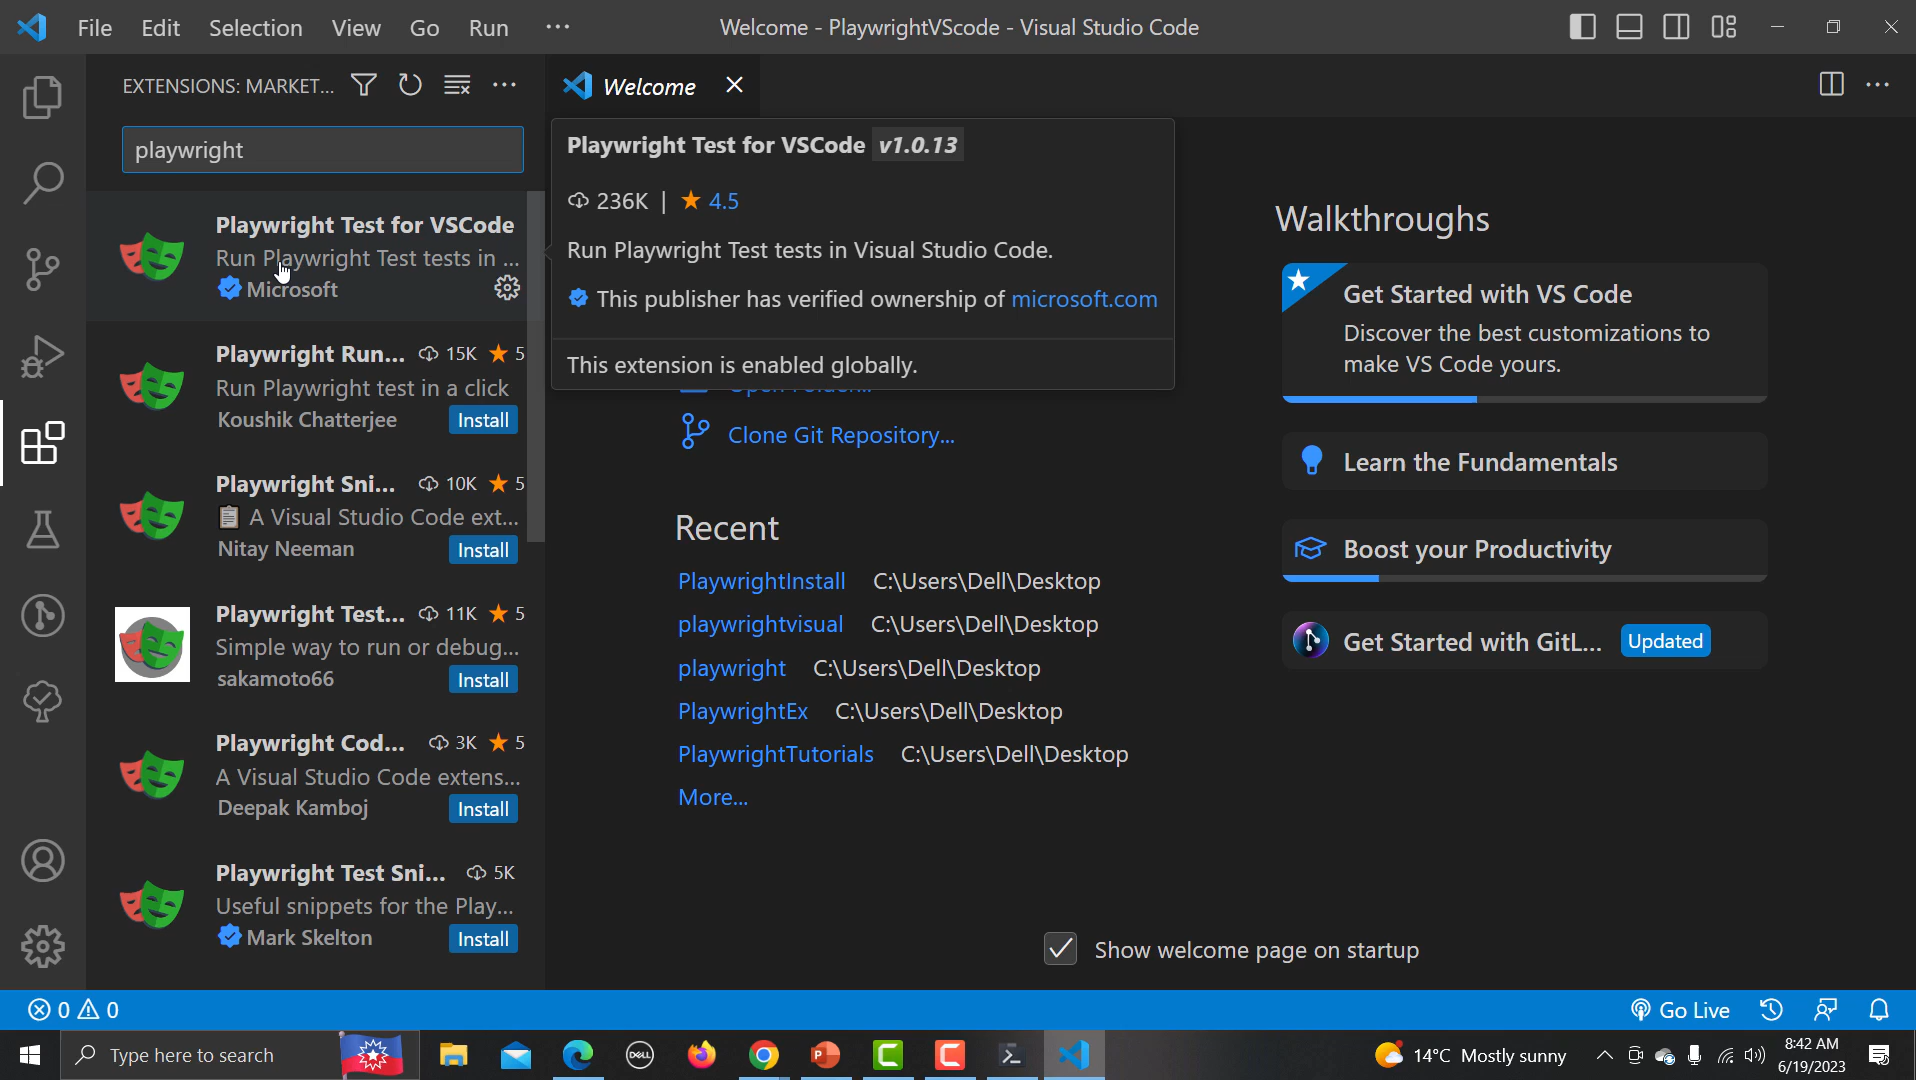 File Edit Selection View Go Run ···
Welcome - PlaywrightVScode - Visual Studio Code
EXTENSIONS: MARKET...
Welcome
playwright
Playwright Test for VSCode
Run Playwright Test tests in ...
Microsoft
Playwright Run... 15K ★ 5
Run Playwright test in a click
Koushik Chatterjee Install
Playwright Sni... 10K ★ 5
A Visual Studio Code ext...
Nitay Neeman Install
Playwright Test... 11K ★ 5
Simple way to run or debug...
sakamoto66 Install
Playwright Cod... 3K ★ 5
A Visual Studio Code extens...
Deepak Kamboj Install
Playwright Test Sni... 5K
Useful snippets for the Play...
Mark Skelton Install
Playwright Test for VSCode v1.0.13
236K | ★ 4.5
Run Playwright Test tests in Visual Studio Code.
This publisher has verified ownership of microsoft.com
This extension is enabled globally.
Clone Git Repository...
Recent
PlaywrightInstall C:\Users\Dell\Desktop
playwrightvisual C:\Users\Dell\Desktop
playwright C:\Users\Dell\Desktop
PlaywrightEx C:\Users\Dell\Desktop
PlaywrightTutorials C:\Users\Dell\Desktop
More...
Walkthroughs
Get Started with VS Code
Discover the best customizations to
make VS Code yours.
Learn the Fundamentals
Boost your Productivity
Get Started with GitL... Updated
Show welcome page on startup
0 0
Go Live
Type here to search
DELL
14°C Mostly sunny
8:42 AM
6/19/2023